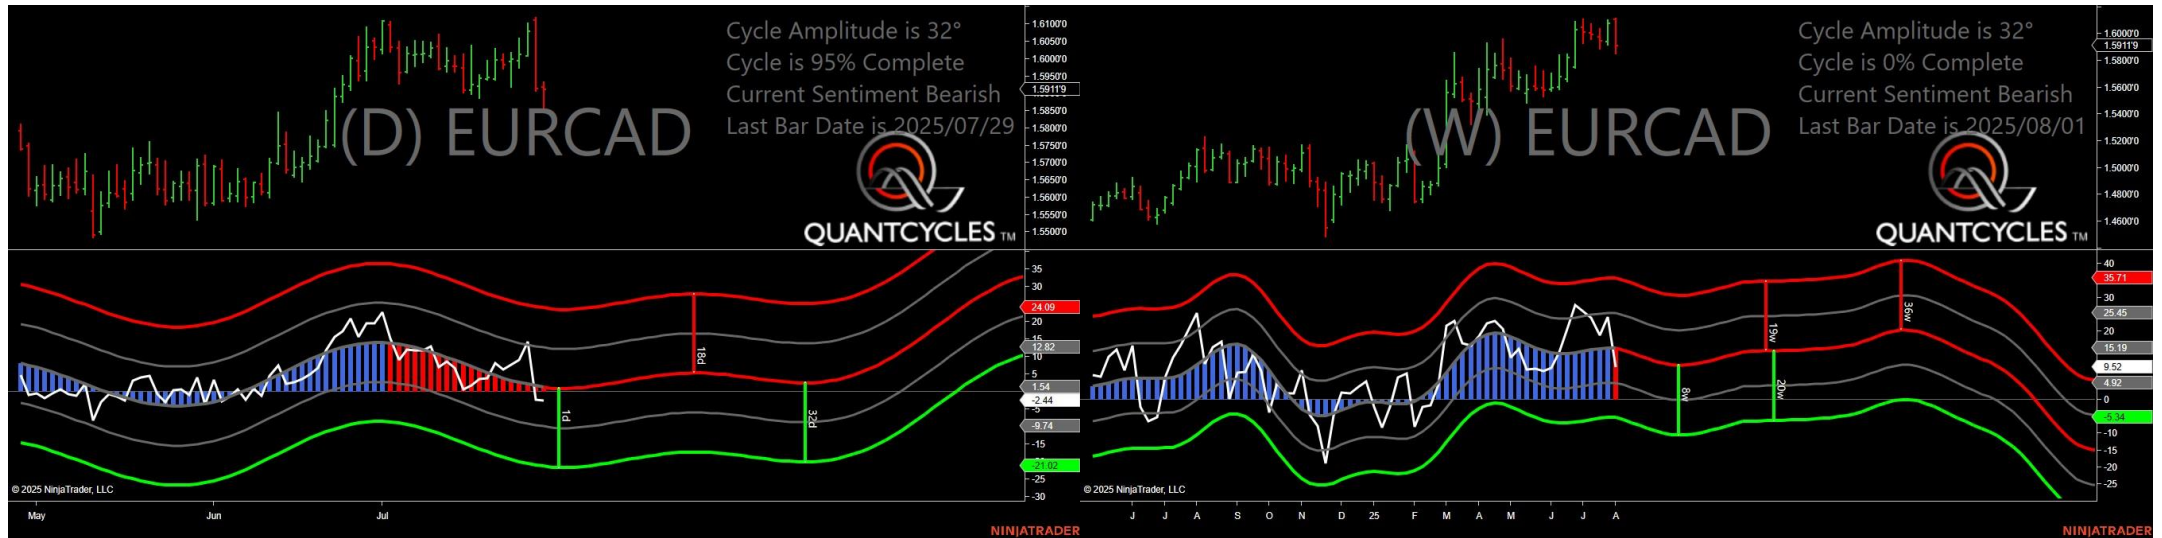 Cycle Amplitude is 32°
Cycle is 95% Complete
Current Sentiment Bearish
Last Bar Date is 2025/07/29
(D) EURCAD
QUANTCYCLES TM
1.6100'0
1.6050'0
1.6000'0
1.5950'0
1.5911'9
1.5850'0
1.5800'0
1.5750'0
1.5700'0
1.5650'0
1.5600'0
1.5550'0
1.5500'0
35
30
24.09
20
15
12.82
10
5
1.54
-2.44
-5
-9.74
-15
-21.02
-25
-30
1d
18d
32d
© 2025 NinjaTrader, LLC
May
Jun
Jul
NINJATRADER
Cycle Amplitude is 32°
Cycle is 0% Complete
Current Sentiment Bearish
Last Bar Date is 2025/08/01
(W) EURCAD
QUANTCYCLES TM
1.6000'0
1.5911'9
1.5800'0
1.5600'0
1.5400'0
1.5200'0
1.5000'0
1.4800'0
1.4600'0
40
35.71
30
25.45
20
15.19
9.52
4.92
0
-5.34
-10
-15
-20
-25
8w
19w
20w
36w
© 2025 NinjaTrader, LLC
J J A S O N D 25 F M A M J J A
NINJATRADER